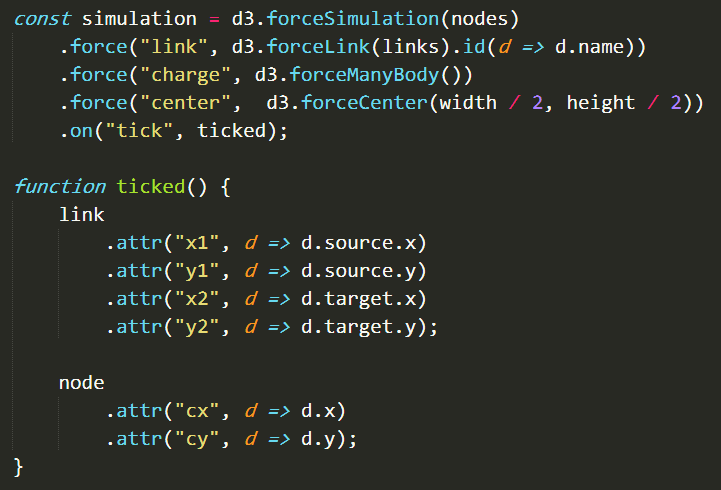 const simulation = d3.forceSimulation(nodes)
    .force("link", d3.forceLink(links).id(d => d.name))
    .force("charge", d3.forceManyBody())
    .force("center",  d3.forceCenter(width / 2, height / 2))
    .on("tick", ticked);

function ticked() {
    link
        .attr("x1", d => d.source.x)
        .attr("y1", d => d.source.y)
        .attr("x2", d => d.target.x)
        .attr("y2", d => d.target.y);

    node
        .attr("cx", d => d.x)
        .attr("cy", d => d.y);
}